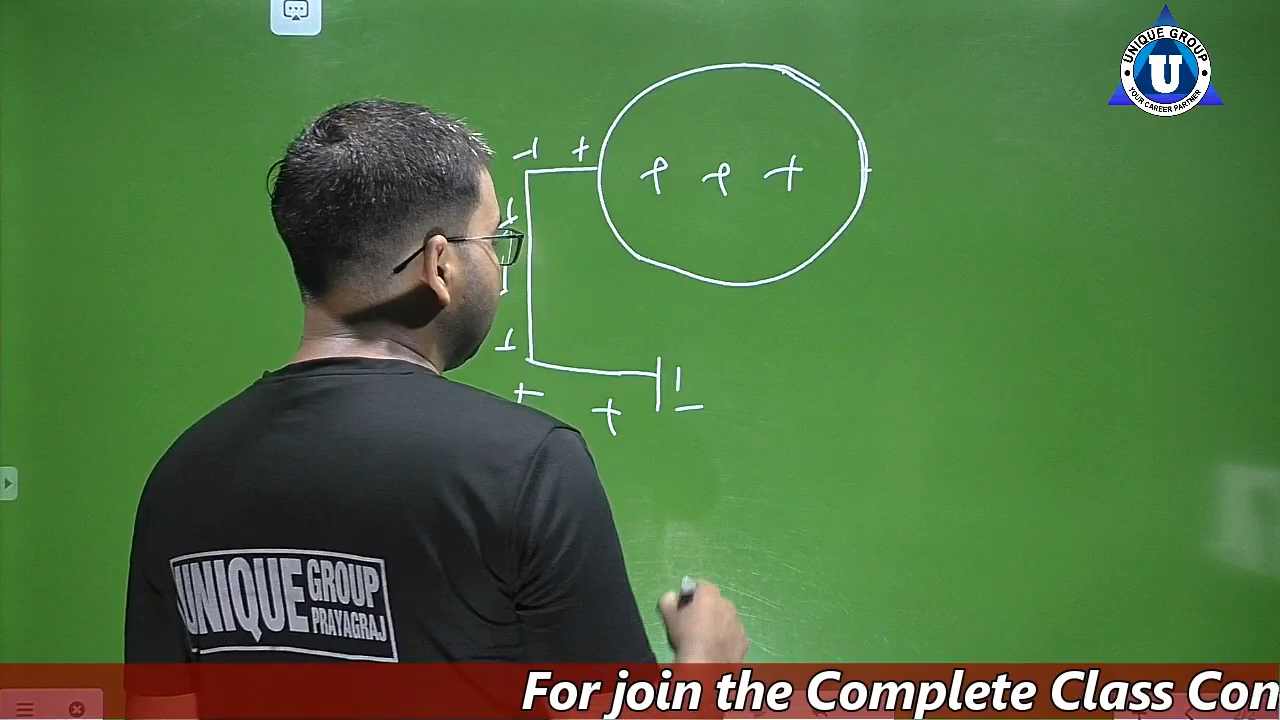 UNIQUE GROUP
U
YOUR CAREER PARTNER
+ +
+ + +
+
+
+ −
UNIQUE GROUP
PRAYAGRAJ
For join the Complete Class Con